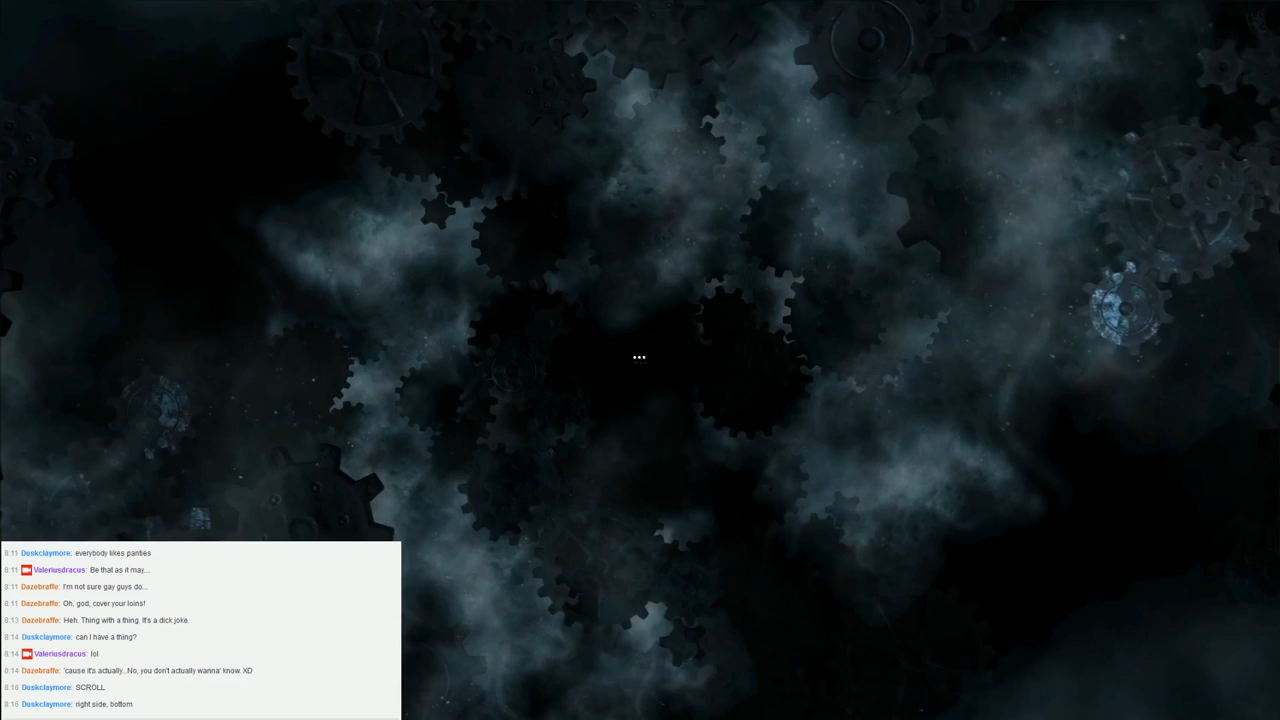 ...
8:11 Duskclaymore: everybody likes panties
8:11 Valeriusdracus: Be that as it may....
8:11 Dazebraffe: I'm not sure gay guys do...
8:11 Dazebraffe: Oh, god, cover your loins!
8:13 Dazebraffe: Heh. Thing with a thing. It's a dick joke.
8:14 Duskclaymore: can I have a thing?
8:14 Valeriusdracus: lol
8:14 Dazebraffe: 'cause it's actually...No, you don't actually wanna' know. XD
8:16 Duskclaymore: SCROLL
8:16 Duskclaymore: right side, bottom